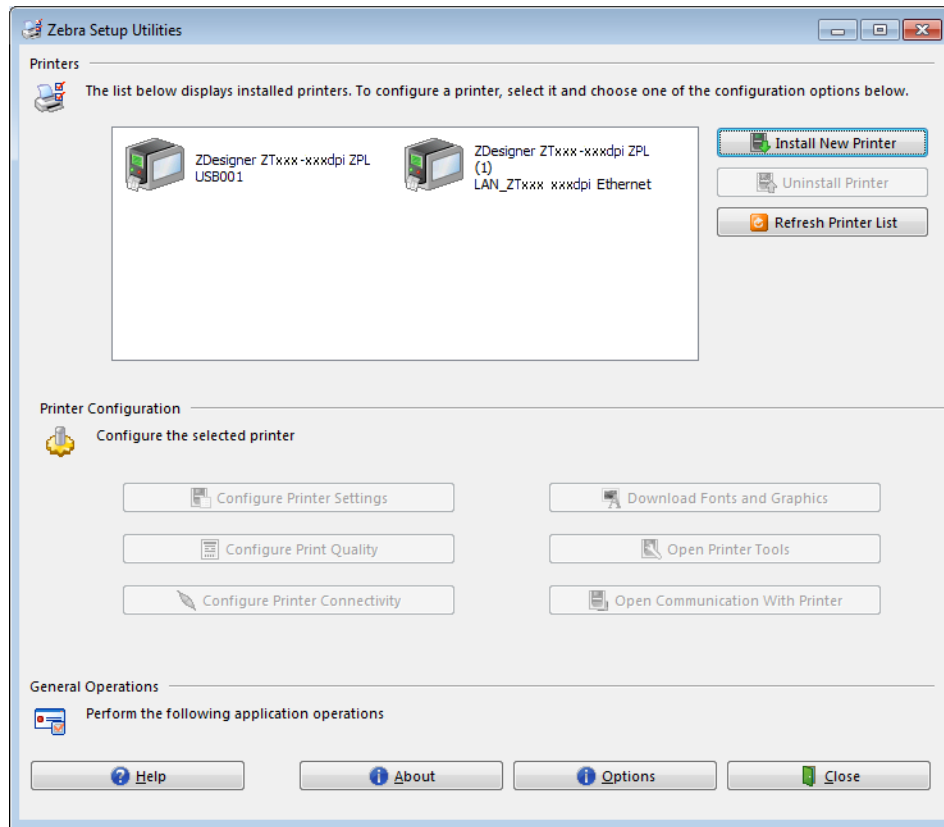 Zebra Setup Utilities
Printers
The list below displays installed printers. To configure a printer, select it and choose one of the configuration options below.
ZDesigner ZTxxx-xxxdpi ZPL
USB001
ZDesigner ZTxxx-xxxdpi ZPL
(1)
LAN_ZTxxx xxxdpi Ethernet
Install New Printer
Uninstall Printer
Refresh Printer List
Printer Configuration
Configure the selected printer
Configure Printer Settings
Download Fonts and Graphics
Configure Print Quality
Open Printer Tools
Configure Printer Connectivity
Open Communication With Printer
General Operations
Perform the following application operations
Help
About
Options
Close